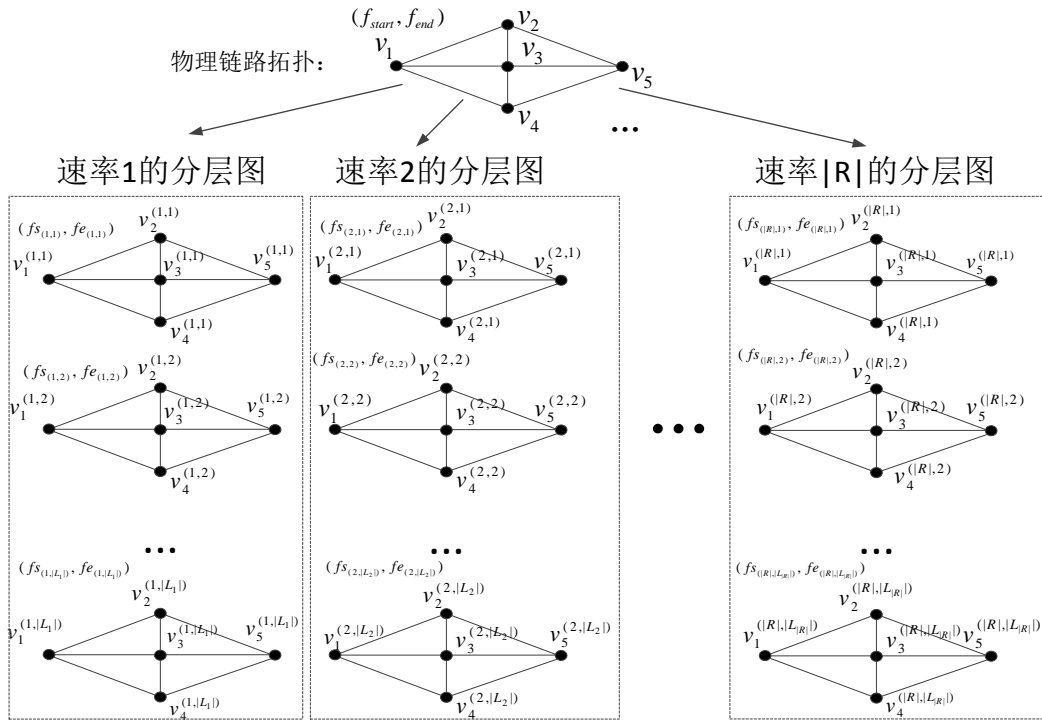 (f_start, f_end)
v_2
v_1
v_3
物理链路拓扑：
v_5
v_4
...
速率1的分层图
速率2的分层图
速率|R|的分层图
(fs_(1,1), fe_(1,1))
v_2^(1,1)
v_1^(1,1)
v_3^(1,1)
v_5^(1,1)
v_4^(1,1)
(fs_(1,2), fe_(1,2))
v_2^(1,2)
v_1^(1,2)
v_3^(1,2)
v_5^(1,2)
v_4^(1,2)
...
(fs_(1,|L_1|), fe_(1,|L_1|))
v_2^(1,|L_1|)
v_1^(1,|L_1|)
v_3^(1,|L_1|)
v_5^(1,|L_1|)
v_4^(1,|L_1|)
(fs_(2,1), fe_(2,1))
v_2^(2,1)
v_1^(2,1)
v_3^(2,1)
v_5^(2,1)
v_4^(2,1)
(fs_(2,2), fe_(2,2))
v_2^(2,2)
v_1^(2,2)
v_3^(2,2)
v_5^(2,2)
v_4^(2,2)
...
(fs_(2,|L_2|), fe_(2,|L_2|))
v_2^(2,|L_2|)
v_1^(2,|L_2|)
v_3^(2,|L_2|)
v_5^(2,|L_2|)
v_4^(2,|L_2|)
...
(fs_(|R|,1), fe_(|R|,1))
v_2^(|R|,1)
v_1^(|R|,1)
v_3^(|R|,1)
v_5^(|R|,1)
v_4^(|R|,1)
(fs_(|R|,2), fe_(|R|,2))
v_2^(|R|,2)
v_1^(|R|,2)
v_3^(|R|,2)
v_5^(|R|,2)
v_4^(|R|,2)
...
(fs_(|R|,|L_|R||), fe_(|R|,|L_|R||))
v_2^(|R|,|L_|R||)
v_1^(|R|,|L_|R||)
v_3^(|R|,|L_|R||)
v_5^(|R|,|L_|R||)
v_4^(|R|,|L_|R||)